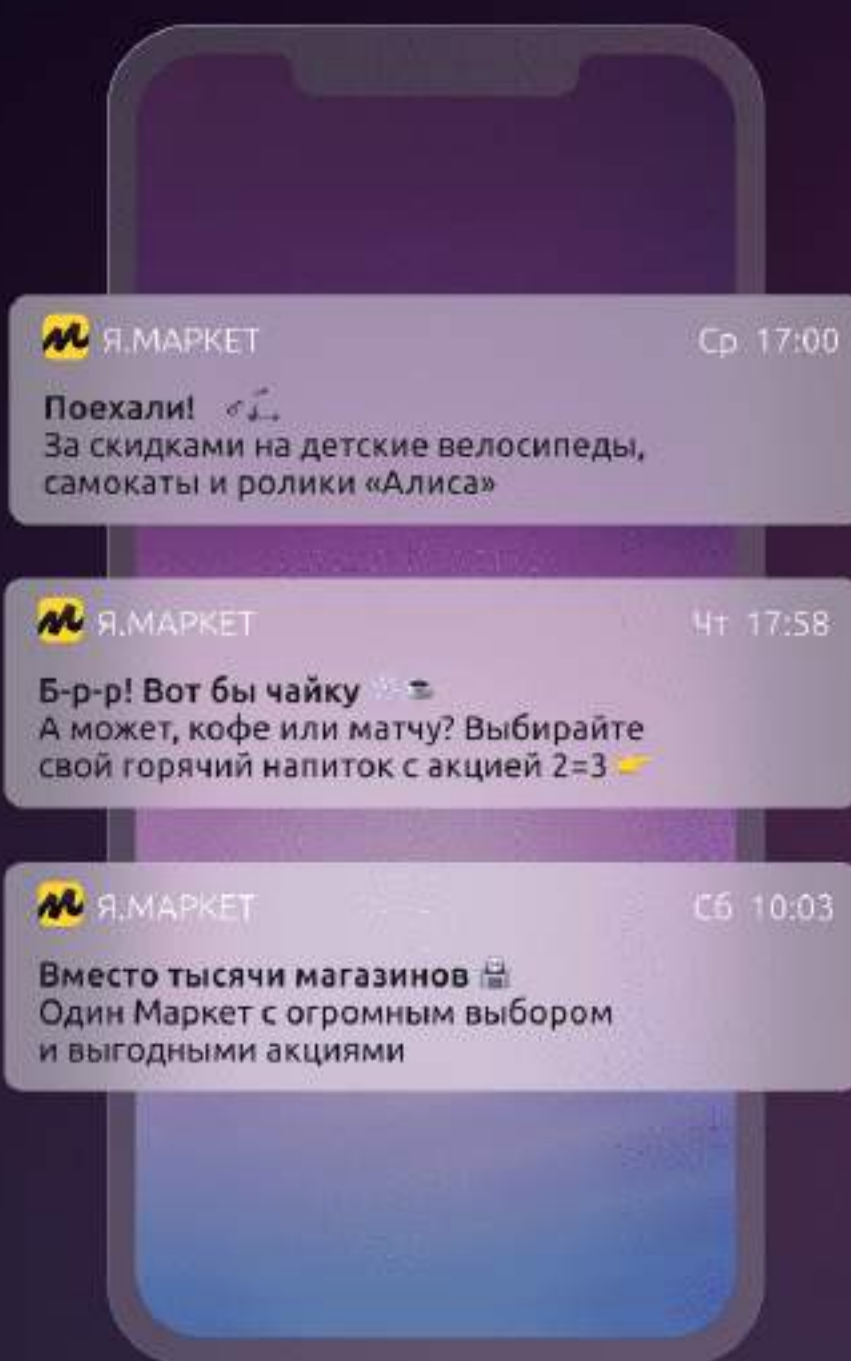 Я.МАРКЕТ
Ср 17:00
Поехали!
За скидками на детские велосипеды,
самокаты и ролики «Алиса»
Я.МАРКЕТ
Чт 17:58
Б-р-р! Вот бы чайку
А может, кофе или матчу? Выбирайте
свой горячий напиток с акцией 2=3
Я.МАРКЕТ
Сб 10:03
Вместо тысячи магазинов
Один Маркет с огромным выбором
и выгодными акциями